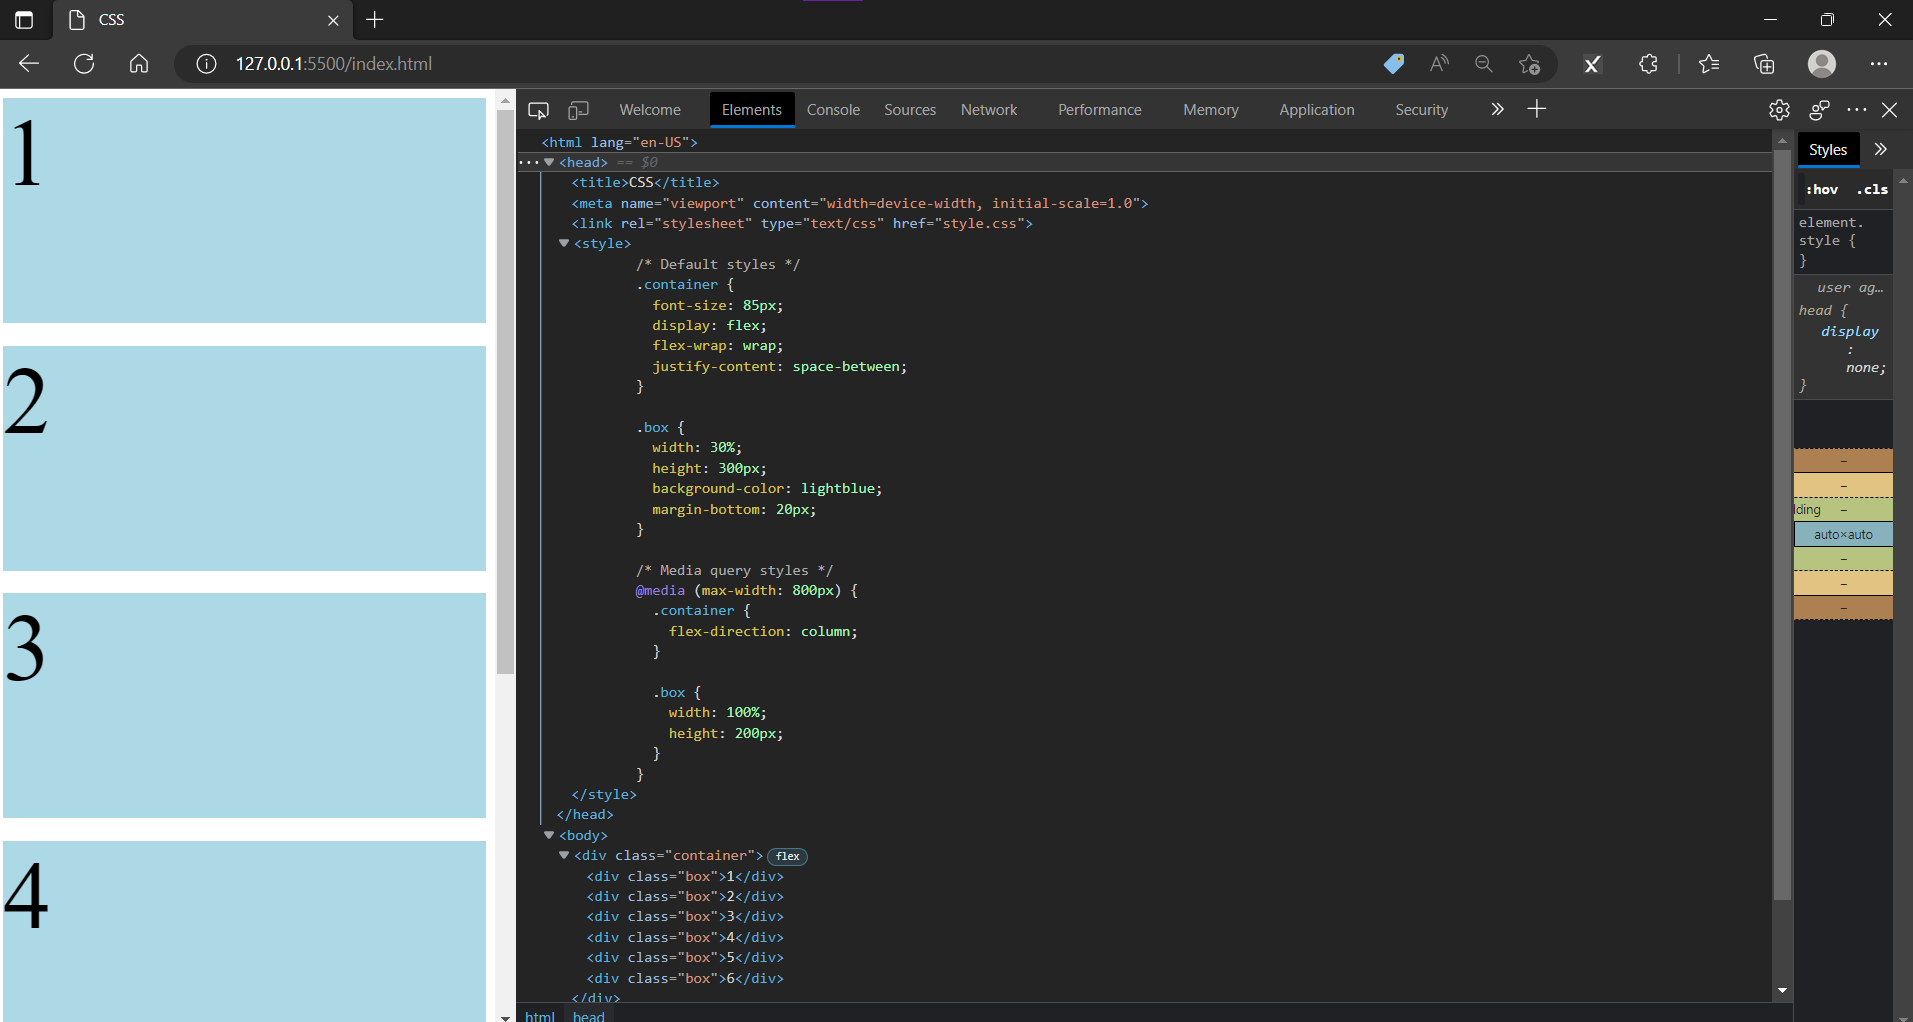 CSS
127.0.0.1:5500/index.html
1
2
3
4
Welcome
Elements
Console
Sources
Network
Performance
Memory
Application
Security
<html lang="en-US">
<head> == $0
<title>CSS</title>
<meta name="viewport" content="width=device-width, initial-scale=1.0">
<link rel="stylesheet" type="text/css" href="style.css">
<style>
/* Default styles */
.container {
font-size: 85px;
display: flex;
flex-wrap: wrap;
justify-content: space-between;
}
.box {
width: 30%;
height: 300px;
background-color: lightblue;
margin-bottom: 20px;
}
/* Media query styles */
@media (max-width: 800px) {
.container {
flex-direction: column;
}
.box {
width: 100%;
height: 200px;
}
}
</style>
</head>
<body>
<div class="container"> flex
<div class="box">1</div>
<div class="box">2</div>
<div class="box">3</div>
<div class="box">4</div>
<div class="box">5</div>
<div class="box">6</div>
</div>
html head
Styles
:hov .cls
element.
style {
}
user ag…
head {
display
:
none;
}
-
-
lding -
auto×auto
-
-
-